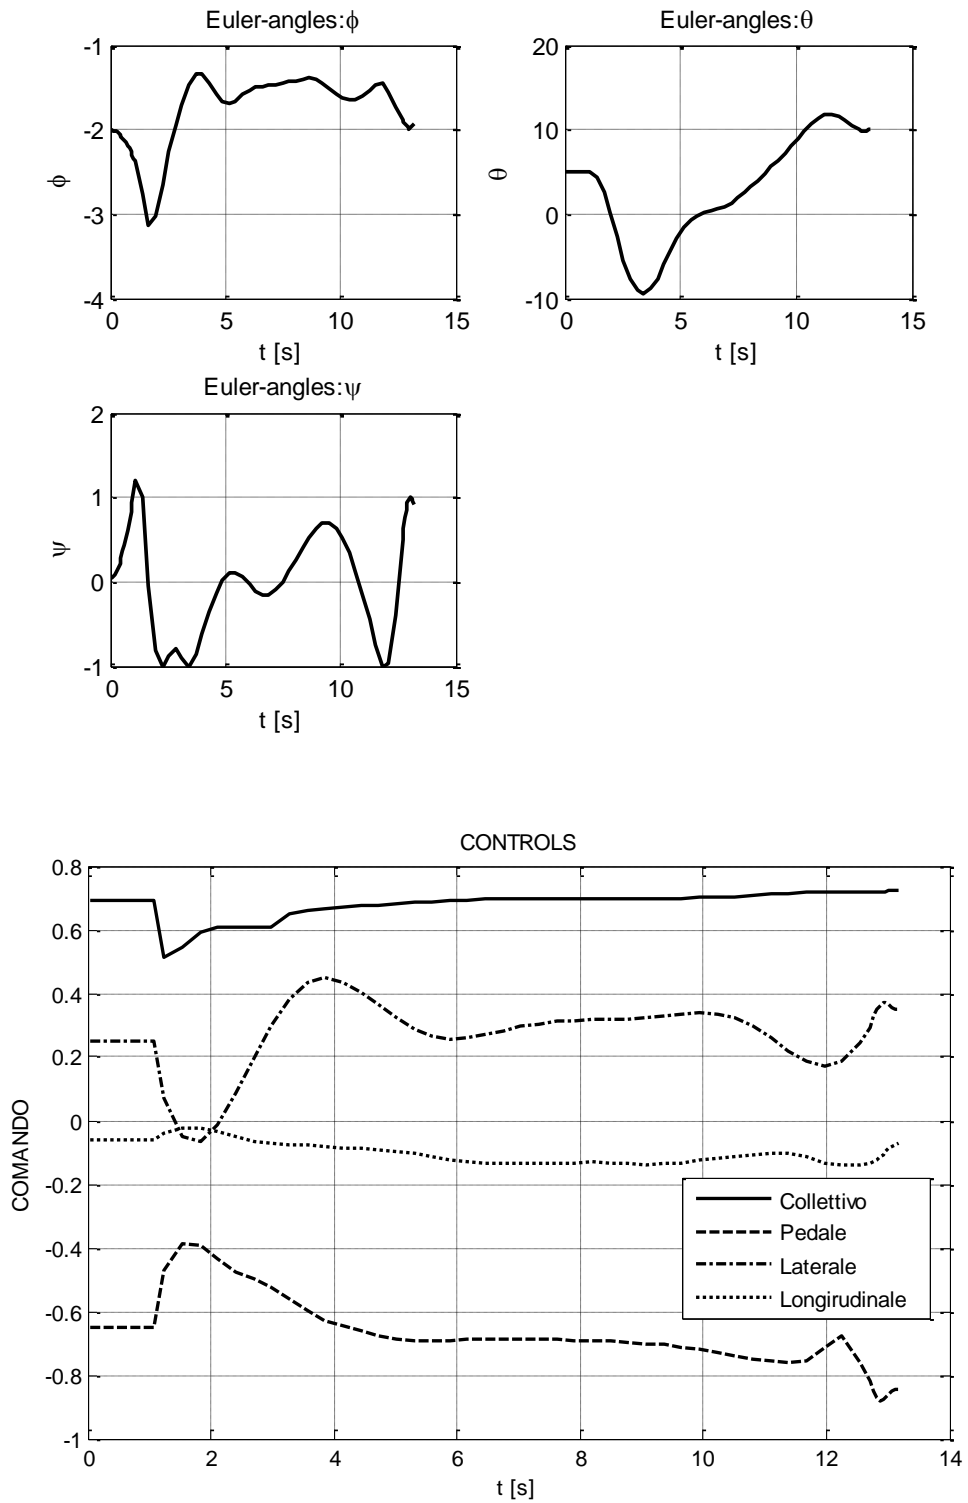 Euler-angles:ϕ
-1
-2
-3
-4
ϕ
0 5 10 15
t [s]
Euler-angles:θ
20
10
0
-10
θ
0 5 10 15
t [s]
Euler-angles:ψ
2
1
0
-1
ψ
0 5 10 15
t [s]
CONTROLS
0.8
0.6
0.4
0.2
0
-0.2
-0.4
-0.6
-0.8
-1
COMANDO
Collettivo
Pedale
Laterale
Longirudinale
0 2 4 6 8 10 12 14
t [s]